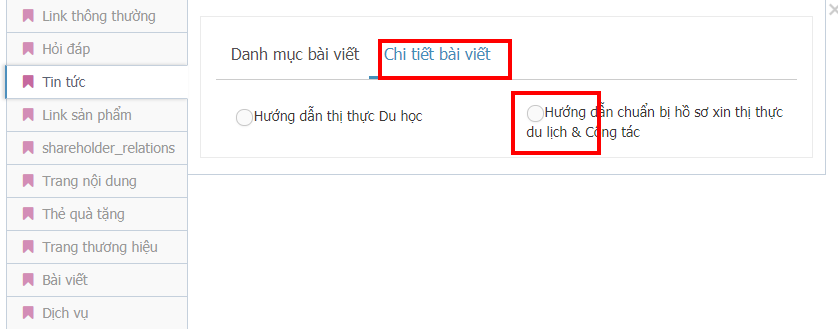 Link thông thường
Hỏi đáp
Tin tức
Link sản phẩm
shareholder_relations
Trang nội dung
Thẻ quà tặng
Trang thương hiệu
Bài viết
Dịch vụ
Danh mục bài viết
Chi tiết bài viết
Hướng dẫn thị thực Du học
Hướng dẫn chuẩn bị hồ sơ xin thị thực
du lịch & Công tác